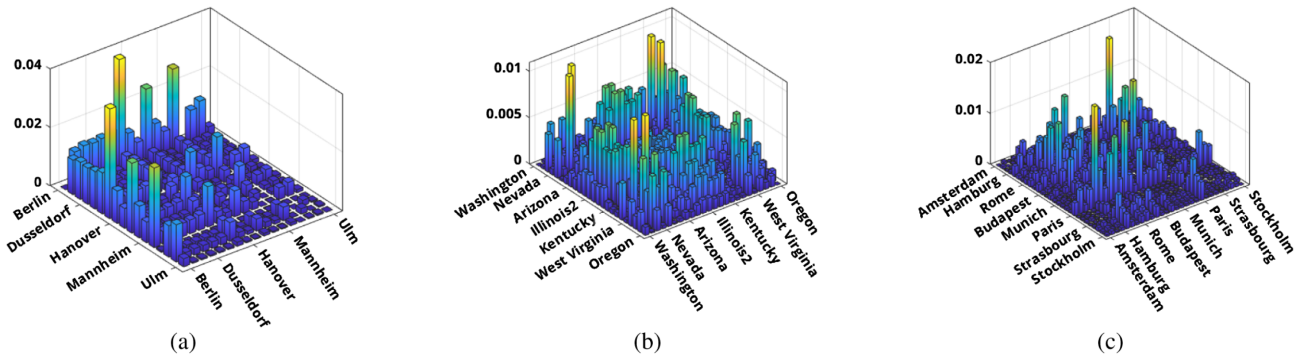 0.04
0.02
0
Berlin
Dusseldorf
Hanover
Mannheim
Ulm
Berlin
Dusseldorf
Hanover
Mannheim
Ulm
(a)
0.01
0.005
0
Washington
Nevada
Arizona
Illinois2
Kentucky
West Virginia
Oregon
Washington
Nevada
Arizona
Illinois2
Kentucky
West Virginia
Oregon
(b)
0.02
0.01
0
Amsterdam
Hamburg
Rome
Budapest
Munich
Paris
Strasbourg
Stockholm
Amsterdam
Hamburg
Rome
Budapest
Munich
Paris
Strasbourg
Stockholm
(c)